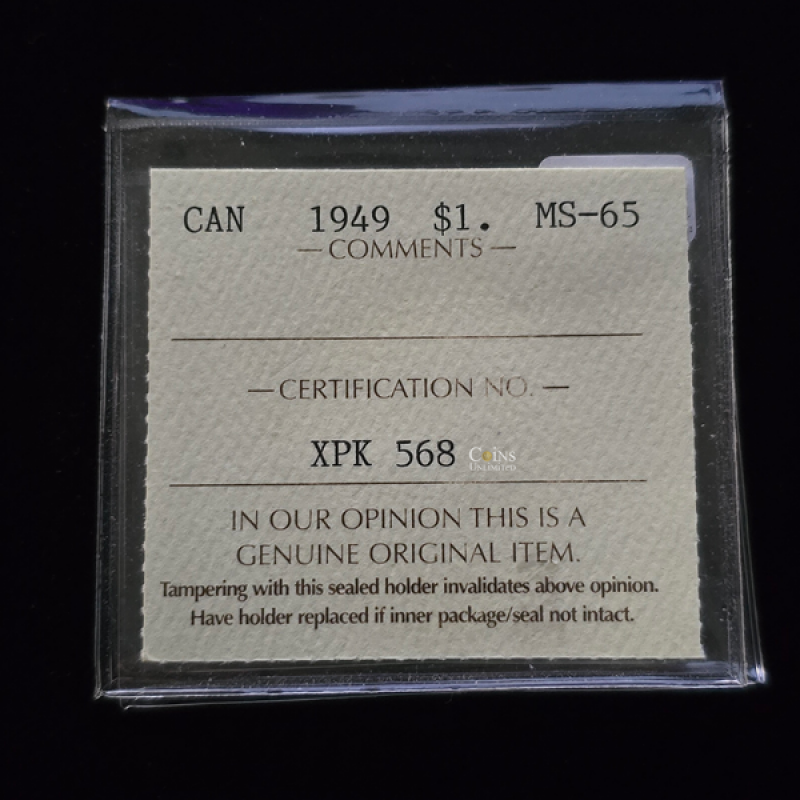 CAN 1949 $1. MS-65
— COMMENTS —
— CERTIFICATION NO. —
XPK 568
COINS
UNLIMITED
IN OUR OPINION THIS IS A
GENUINE ORIGINAL ITEM.
Tampering with this sealed holder invalidates above opinion.
Have holder replaced if inner package/seal not intact.